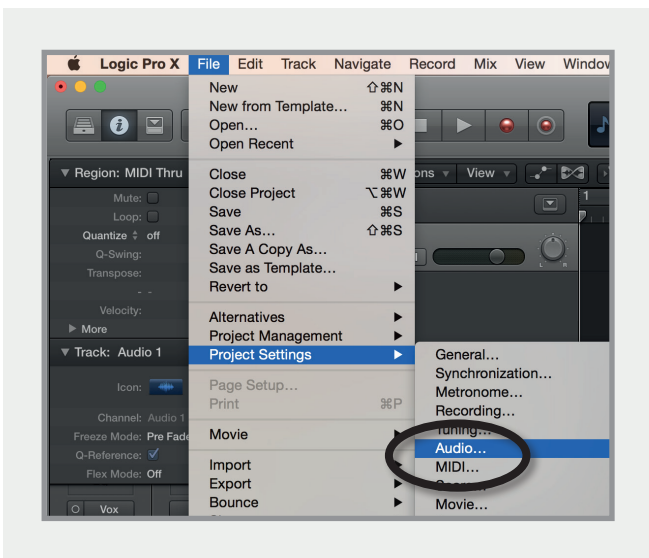 Logic Pro X File Edit Track Navigate Record Mix View Window
New ⇧⌘N
New from Template... ⌘N
Open... ⌘O
Open Recent ▶
Close ⌘W
Close Project ⌥⌘W
Save ⌘S
Save As... ⇧⌘S
Save A Copy As...
Save as Template...
Revert to ▶
Alternatives ▶
Project Management ▶
Project Settings ▶
Page Setup...
Print ⌘P
Movie ▶
Import ▶
Export ▶
Bounce ▶
General...
Synchronization...
Metronome...
Recording...
Tuning...
Audio...
MIDI...
Movie...
▼ Region: MIDI Thru
Mute:
Loop:
Quantize off
Q-Swing:
Transpose:
- -
Velocity:
▶ More
▼ Track: Audio 1
Icon:
Channel: Audio 1
Freeze Mode: Pre Fade
Q-Reference:
Flex Mode: Off
Vox
View
1
L R